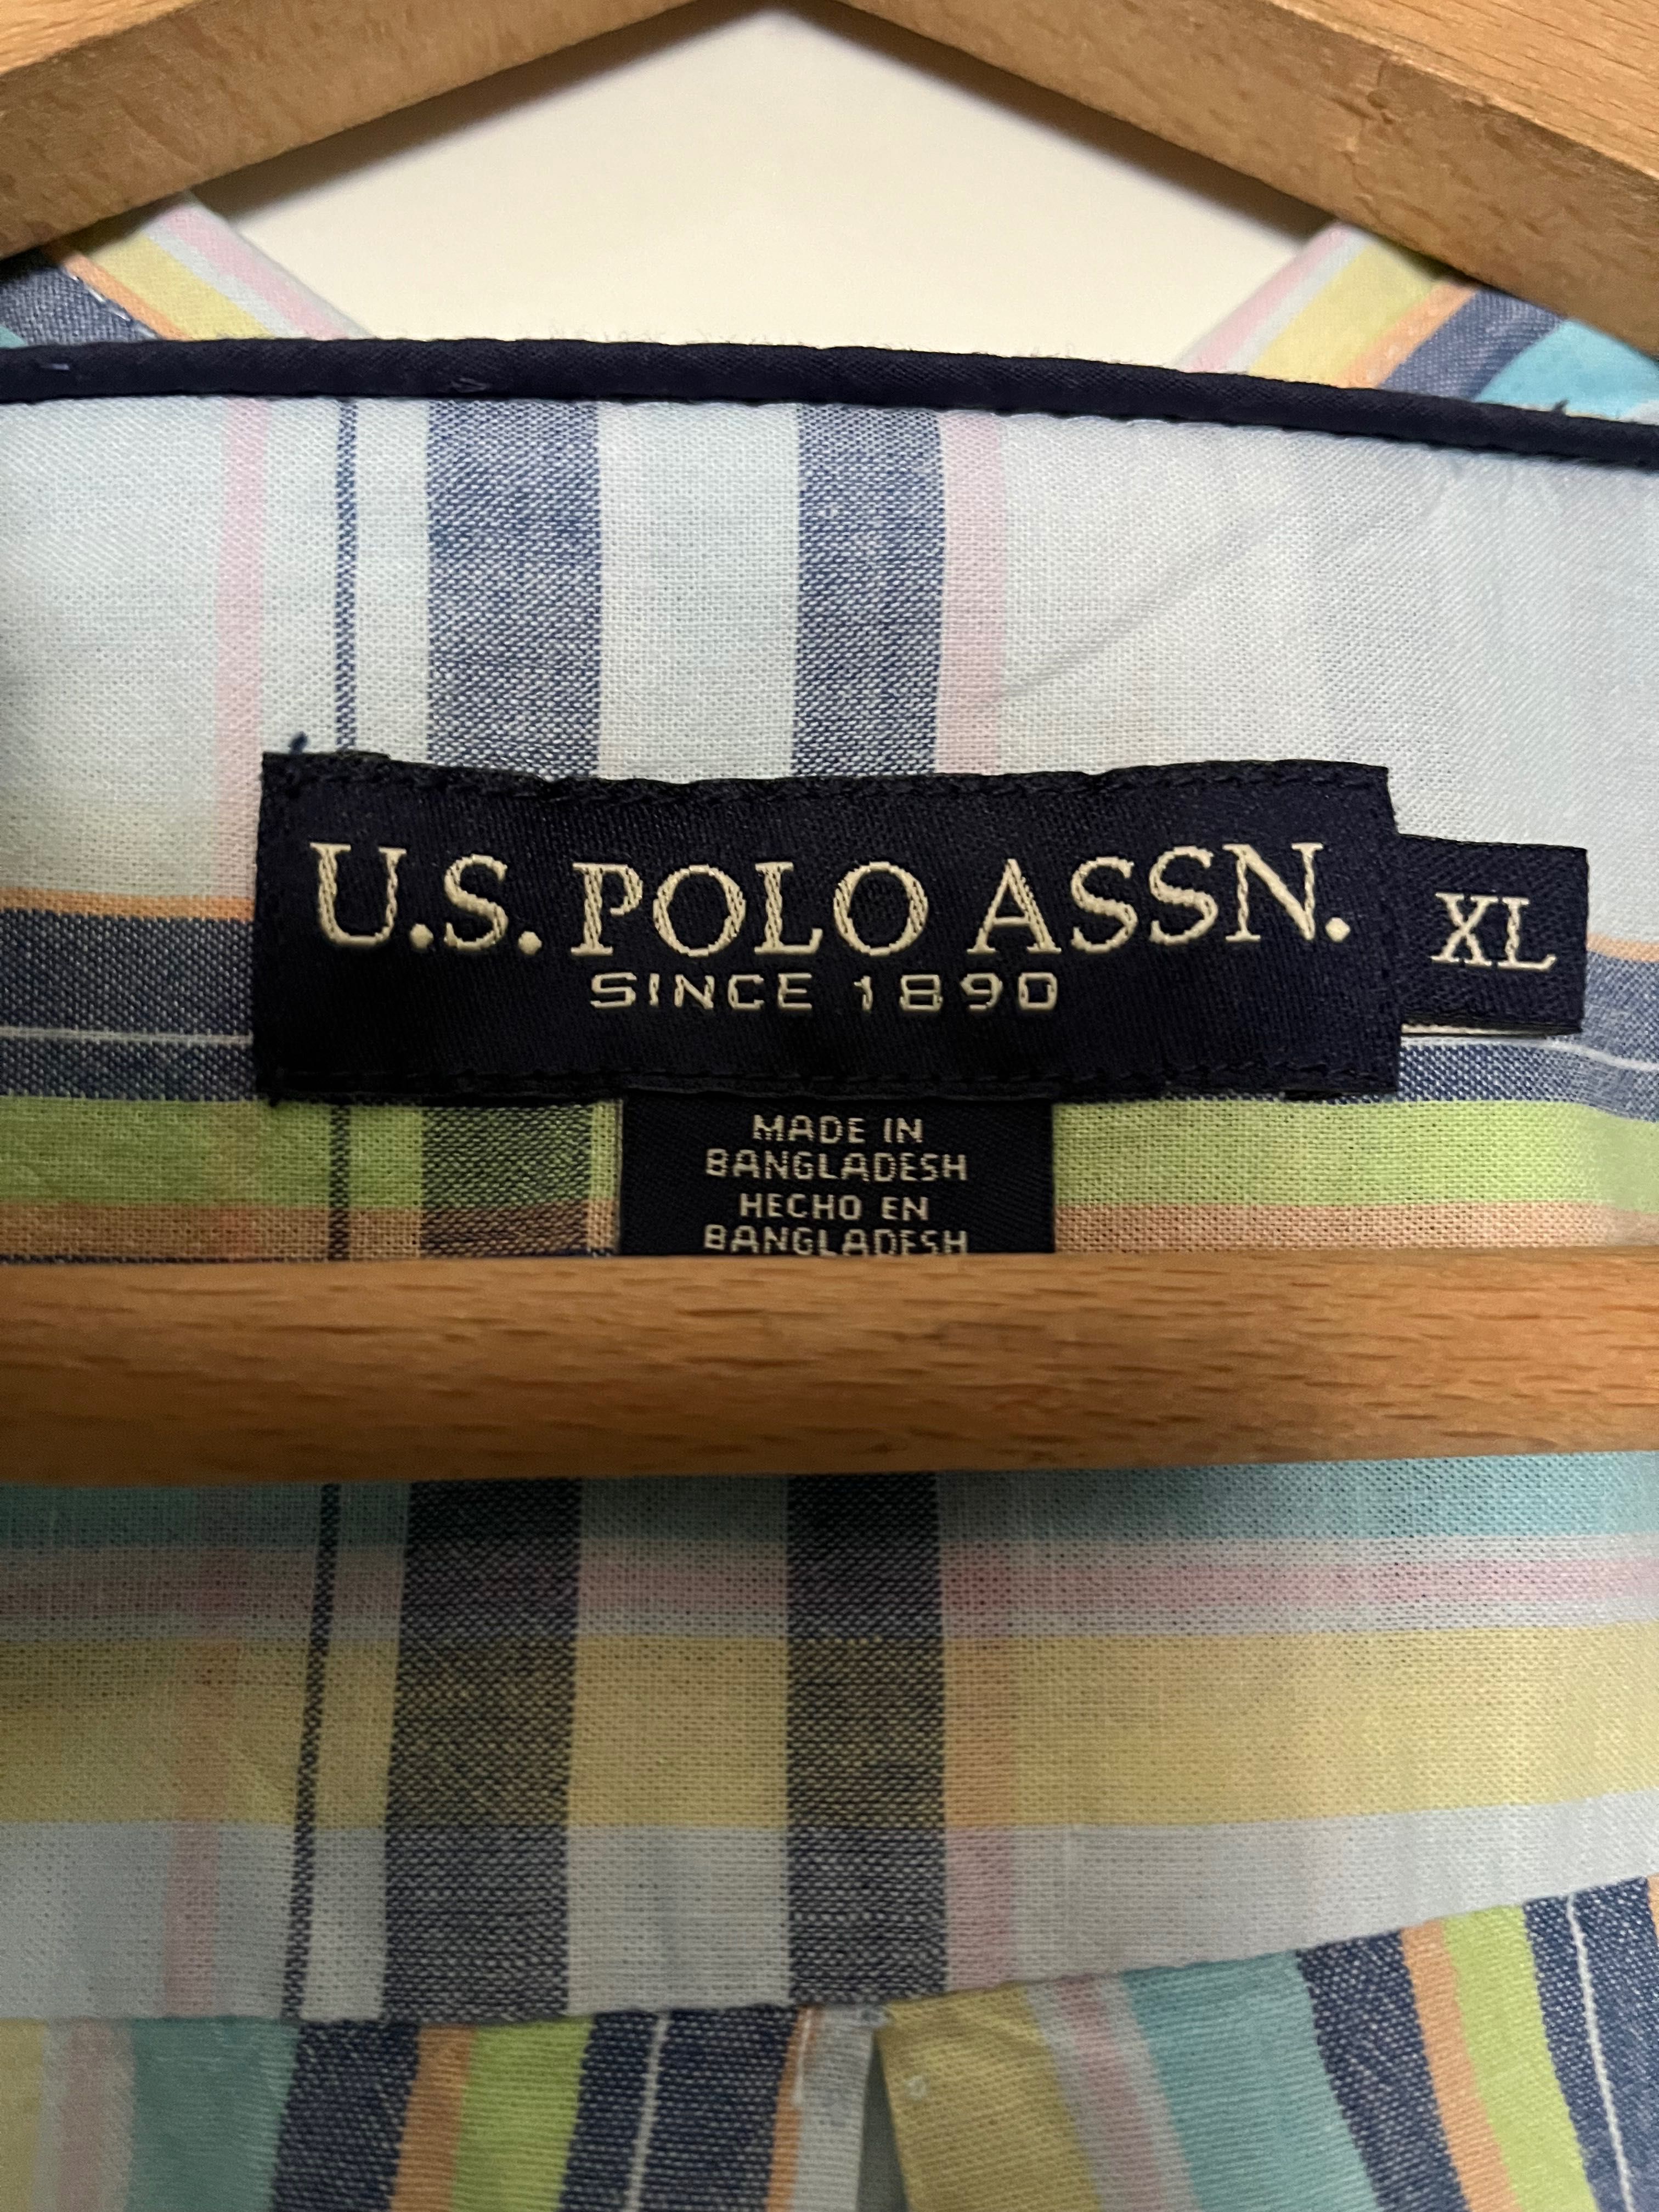 U.S. POLO ASSN.
SINCE 1890
XL
MADE IN
BANGLADESH
HECHO EN
BANGLADESH